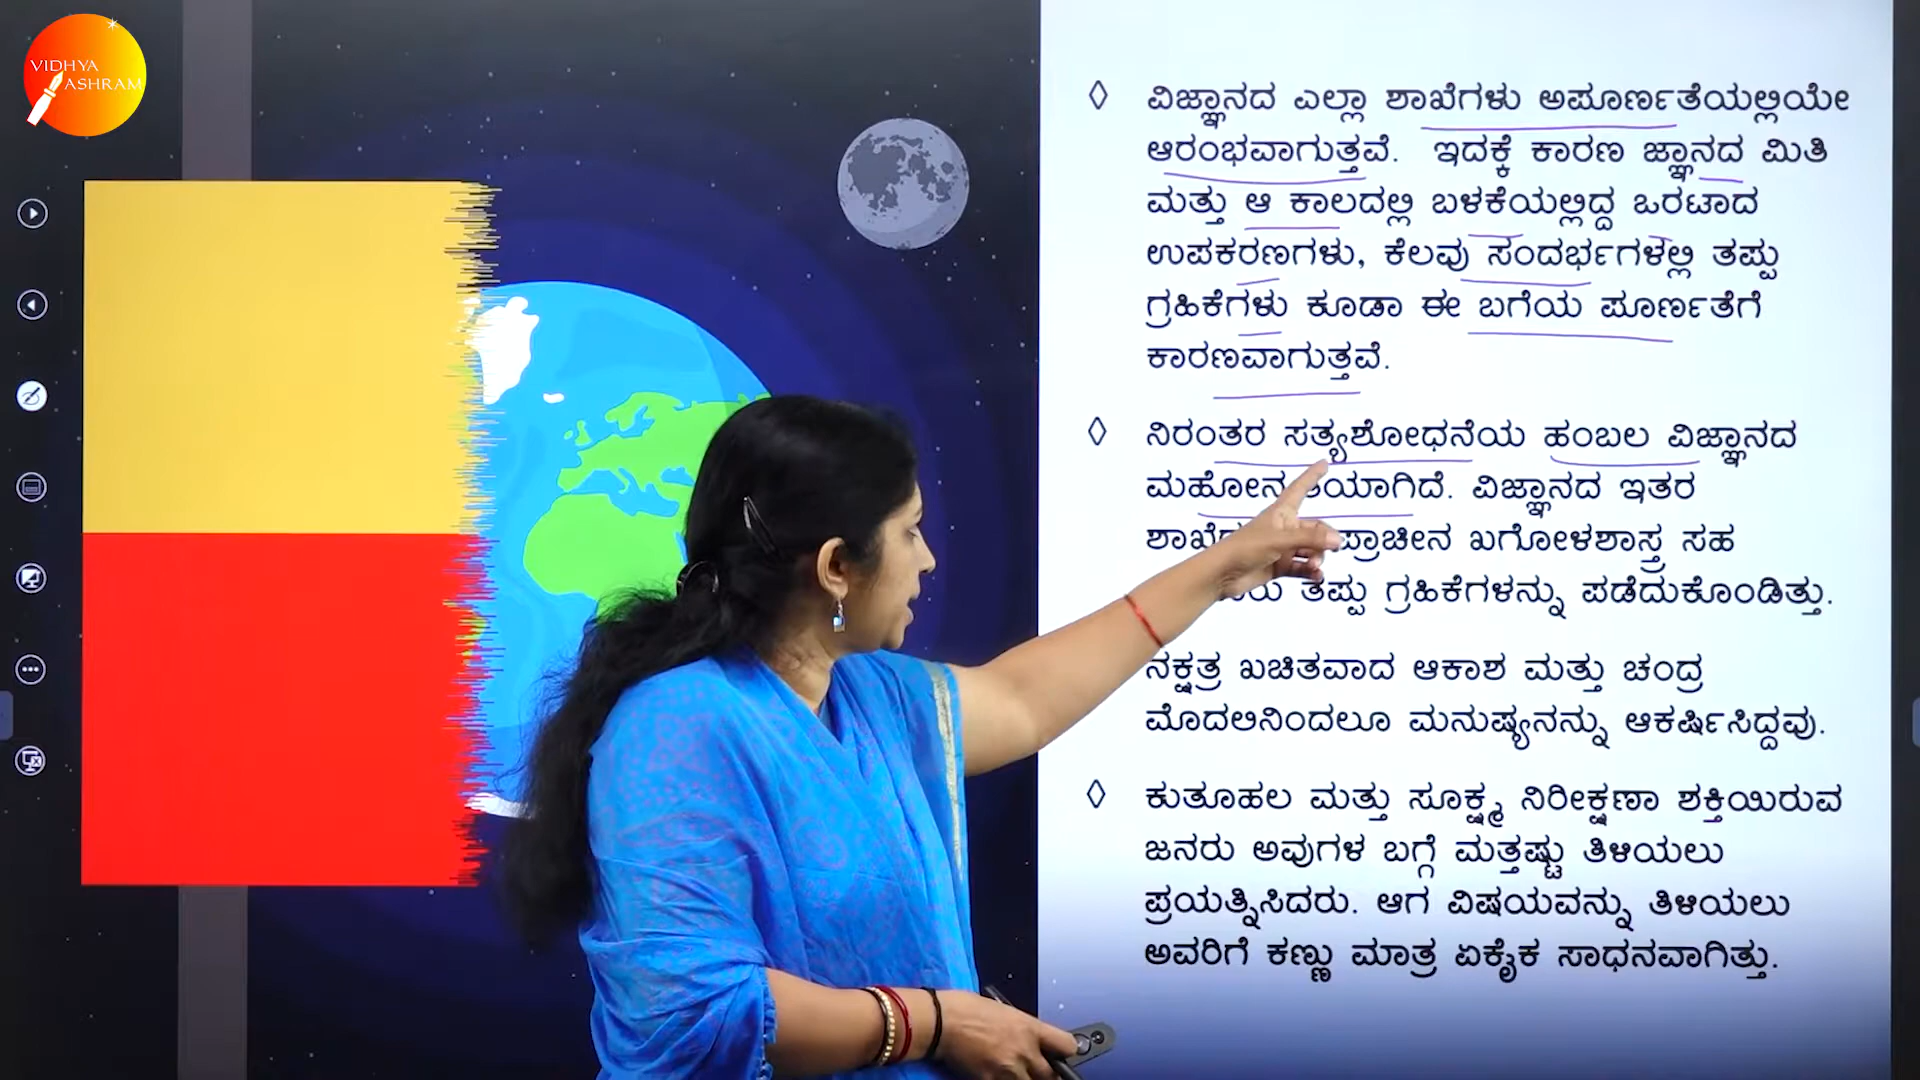 VIDHYA
ASHRAM
◊ ವಿಜ್ಞಾನದ ಎಲ್ಲಾ ಶಾಖೆಗಳು ಅಪೂರ್ಣತೆಯಲ್ಲಿಯೇ
ಆರಂಭವಾಗುತ್ತವೆ. ಇದಕ್ಕೆ ಕಾರಣ ಜ್ಞಾನದ ಮಿತಿ
ಮತ್ತು ಆ ಕಾಲದಲ್ಲಿ ಬಳಕೆಯಲ್ಲಿದ್ದ ಒರಟಾದ
ಉಪಕರಣಗಳು, ಕೆಲವು ಸಂದರ್ಭಗಳಲ್ಲಿ ತಪ್ಪು
ಗ್ರಹಿಕೆಗಳು ಕೂಡಾ ಈ ಬಗೆಯ ಪೂರ್ಣತೆಗೆ
ಕಾರಣವಾಗುತ್ತವೆ.
◊ ನಿರಂತರ ಸತ್ಯಶೋಧನೆಯ ಹಂಬಲ ವಿಜ್ಞಾನದ
ವಿಜ್ಞಾನದ ಇತರ
ಪ್ರಾಚೀನ ಖಗೋಳಶಾಸ್ತ್ರ ಸಹ
ತಪ್ಪು ಗ್ರಹಿಕೆಗಳನ್ನು ಪಡೆದುಕೊಂಡಿತ್ತು.
ನಕ್ಷತ್ರ ಖಚಿತವಾದ ಆಕಾಶ ಮತ್ತು ಚಂದ್ರ
ಮೊದಲಿನಿಂದಲೂ ಮನುಷ್ಯನನ್ನು ಆಕರ್ಷಿಸಿದ್ದವು.
◊ ಕುತೂಹಲ ಮತ್ತು ಸೂಕ್ಷ್ಮ ನಿರೀಕ್ಷಣಾ ಶಕ್ತಿಯಿರುವ
ಜನರು ಅವುಗಳ ಬಗ್ಗೆ ಮತ್ತಷ್ಟು ತಿಳಿಯಲು
ಪ್ರಯತ್ನಿಸಿದರು. ಆಗ ವಿಷಯವನ್ನು ತಿಳಿಯಲು
ಅವರಿಗೆ ಕಣ್ಣು ಮಾತ್ರ ಏಕೈಕ ಸಾಧನವಾಗಿತ್ತು.